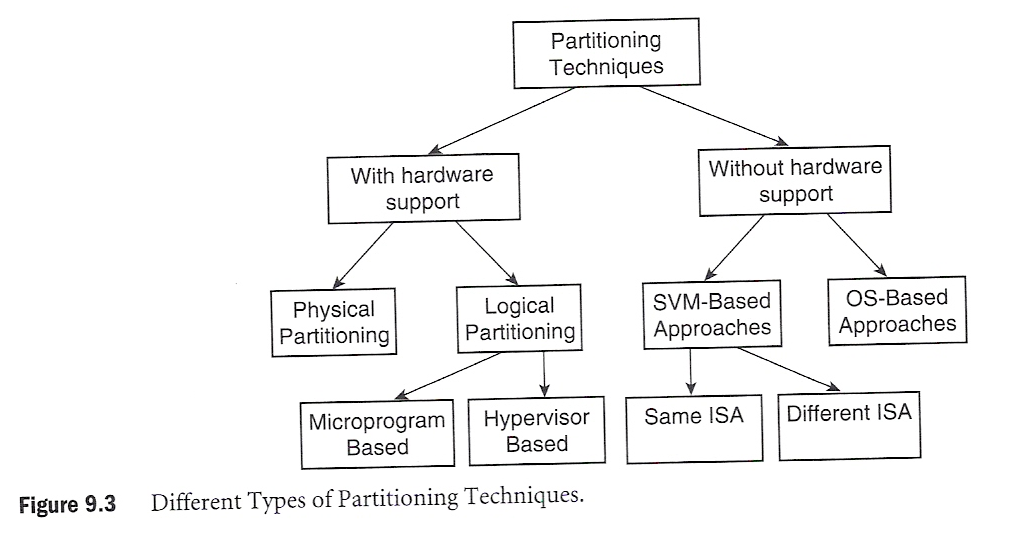 Partitioning
Techniques
With hardware
support
Without hardware
support
Physical
Partitioning
Logical
Partitioning
SVM-Based
Approaches
OS-Based
Approaches
Microprogram
Based
Hypervisor
Based
Same ISA
Different ISA
Figure 9.3 Different Types of Partitioning Techniques.